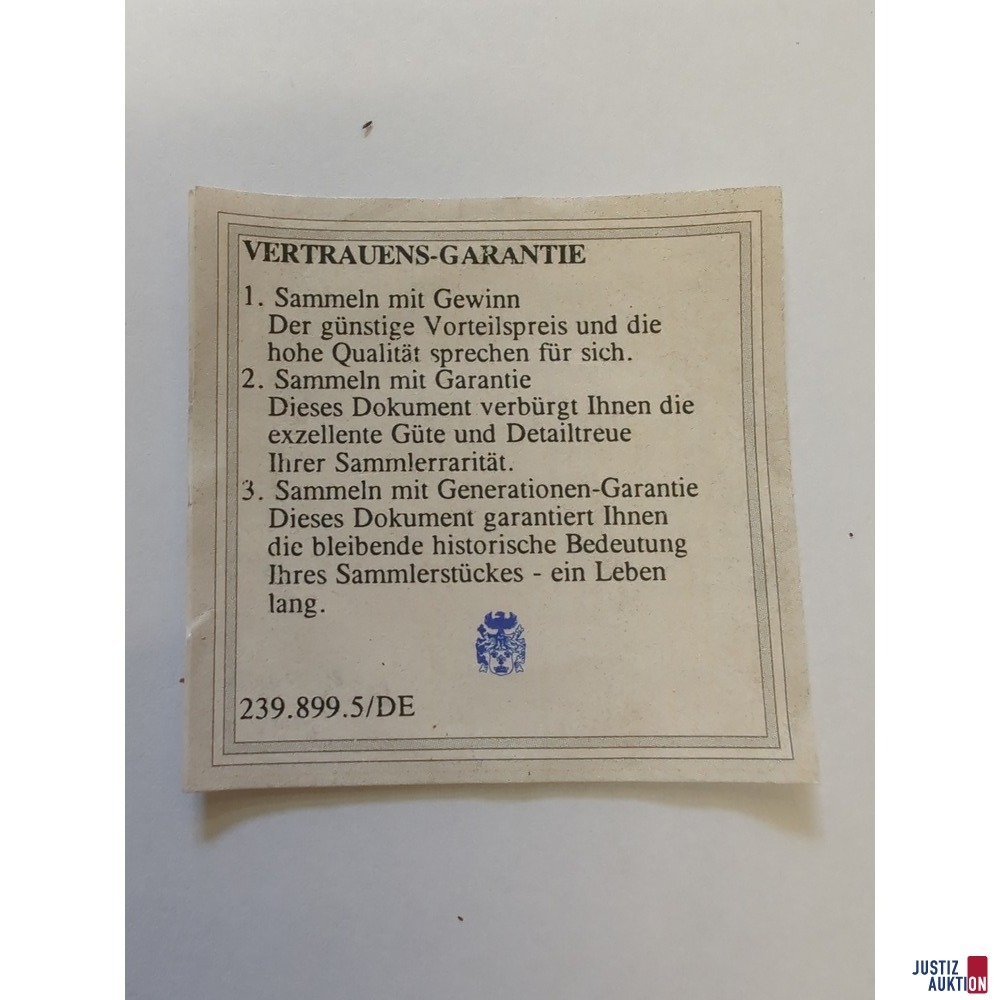 VERTRAUENS-GARANTIE
1. Sammeln mit Gewinn
Der günstige Vorteilspreis und die
hohe Qualität sprechen für sich.
2. Sammeln mit Garantie
Dieses Dokument verbürgt Ihnen die
exzellente Güte und Detailtreue
Ihrer Sammlerrarität.
3. Sammeln mit Generationen-Garantie
Dieses Dokument garantiert Ihnen
die bleibende historische Bedeutung
Ihres Sammlerstückes - ein Leben
lang.
239.899.5/DE
JUSTIZ
AUKTION